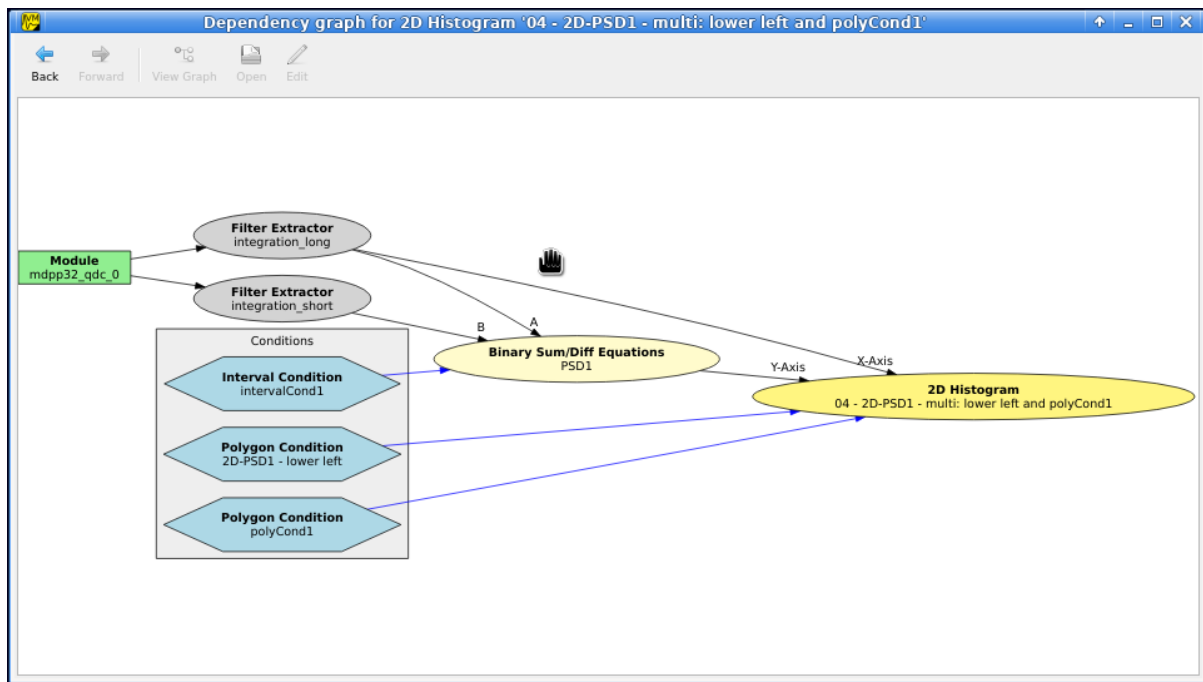 Dependency graph for 2D Histogram '04 - 2D-PSD1 - multi: lower left and polyCond1'
Back
Forward
View Graph
Open
Edit
Filter Extractor
integration_long
Module
mdpp32_qdc_0
Filter Extractor
integration_short
B
A
Conditions
Binary Sum/Diff Equations
PSD1
Y-Axis
X-Axis
Interval Condition
intervalCond1
2D Histogram
04 - 2D-PSD1 - multi: lower left and polyCond1
Polygon Condition
2D-PSD1 - lower left
Polygon Condition
polyCond1